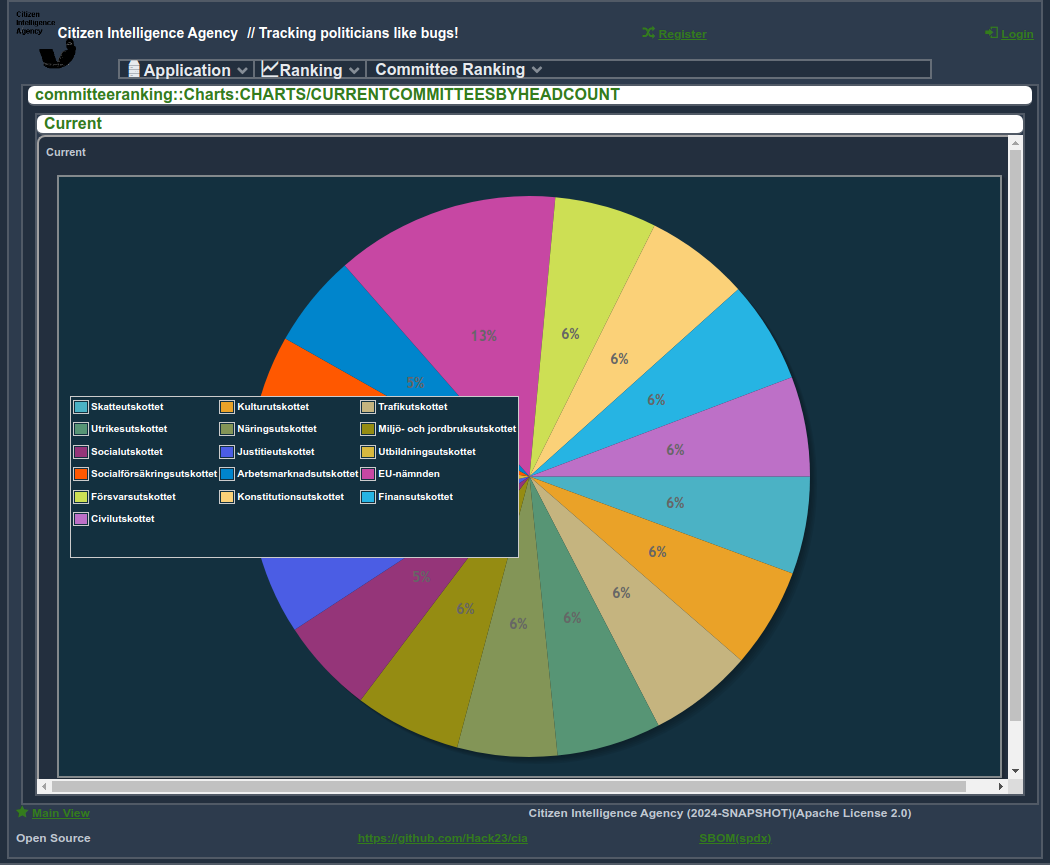 Citizen
Intelligence
Agency
Citizen Intelligence Agency // Tracking politicians like bugs!
Register
Login
Application
Ranking
Committee Ranking
committeeranking::Charts:CHARTS/CURRENTCOMMITTEESBYHEADCOUNT
Current
Current
13%
6%
6%
5%
6%
6%
6%
6%
6%
5%
6%
6%
6%
Skatteutskottet
Kulturutskottet
Trafikutskottet
Utrikesutskottet
Näringsutskottet
Miljö- och jordbruksutskottet
Socialutskottet
Justitieutskottet
Utbildningsutskottet
Socialförsäkringsutskottet
Arbetsmarknadsutskottet
EU-nämnden
Försvarsutskottet
Konstitutionsutskottet
Finansutskottet
Civilutskottet
Main View
Citizen Intelligence Agency (2024-SNAPSHOT)(Apache License 2.0)
Open Source
https://github.com/Hack23/cia
SBOM(spdx)